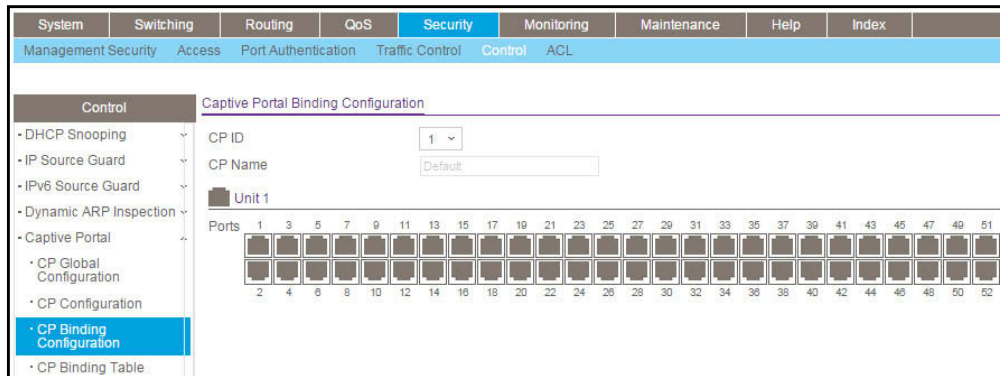 System Switching Routing QoS Security Monitoring Maintenance Help Index
Management Security Access Port Authentication Traffic Control Control ACL
Control
Captive Portal Binding Configuration
DHCP Snooping
IP Source Guard
IPv6 Source Guard
Dynamic ARP Inspection
Captive Portal
CP Global
Configuration
CP Configuration
CP Binding
Configuration
CP Binding Table
CP ID 1
CP Name Default
Unit 1
Ports 1 3 5 7 9 11 13 15 17 19 21 23 25 27 29 31 33 35 37 39 41 43 45 47 49 51
2 4 6 8 10 12 14 16 18 20 22 24 26 28 30 32 34 36 38 40 42 44 46 48 50 52